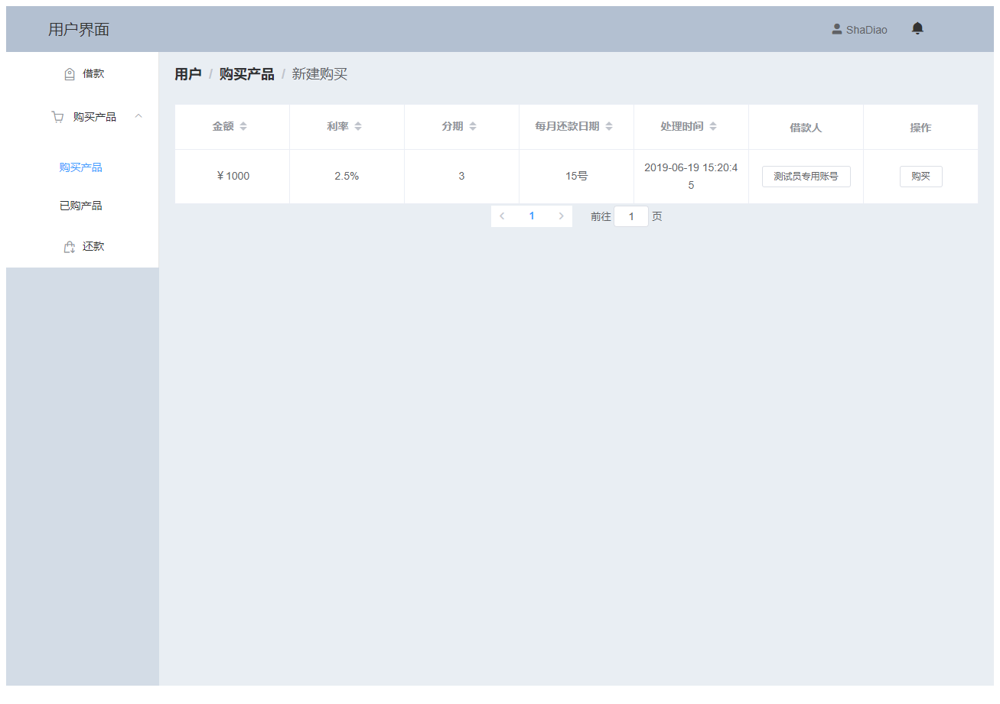 用户界面
ShaDiao
借款
购买产品
购买产品
已购产品
还款
用户 / 购买产品 / 新建购买
金额 利率 分期 每月还款日期 处理时间 借款人 操作
￥1000 2.5% 3 15号 2019-06-19 15:20:4
5 测试员专用账号 购买
1 前往 1 页